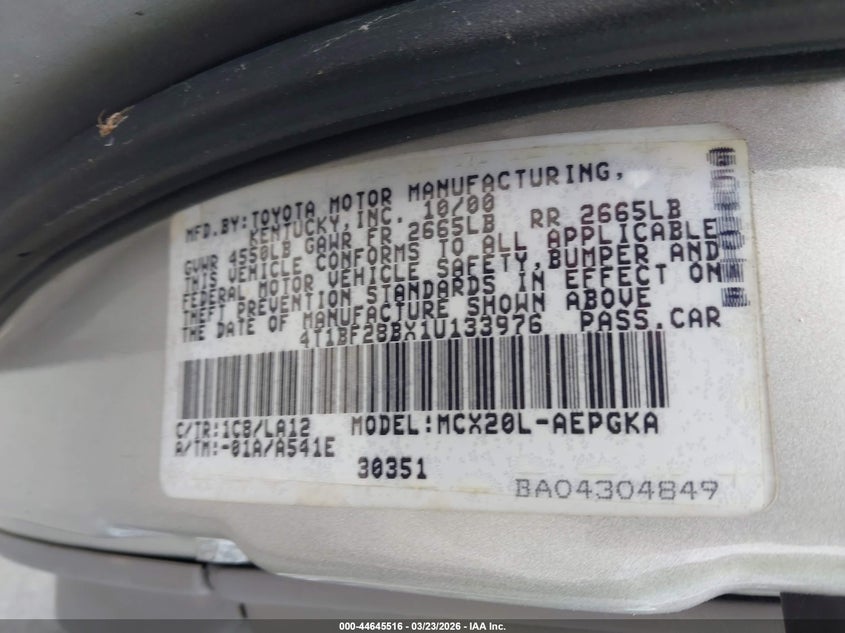 MFD.BY:TOYOTA MOTOR MANUFACTURING,
KENTUCKY,INC. 10/00
GVWR 4550LB GAWR FR 2665LB RR 2665LB
THIS VEHICLE CONFORMS TO ALL APPLICABLE
FEDERAL MOTOR VEHICLE SAFETY,BUMPER AND
THEFT PREVENTION STANDARDS IN EFFECT ON
THE DATE OF MANUFACTURE SHOWN ABOVE
4T1BF28BX1U133976 PASS.CAR
C/TR:1C8/LA12 MODEL:MCX20L-AEPGKA
A/TM:-01A/A541E
30351
BA04304849
000-44645516 | 03/23/2026 | IAA Inc.